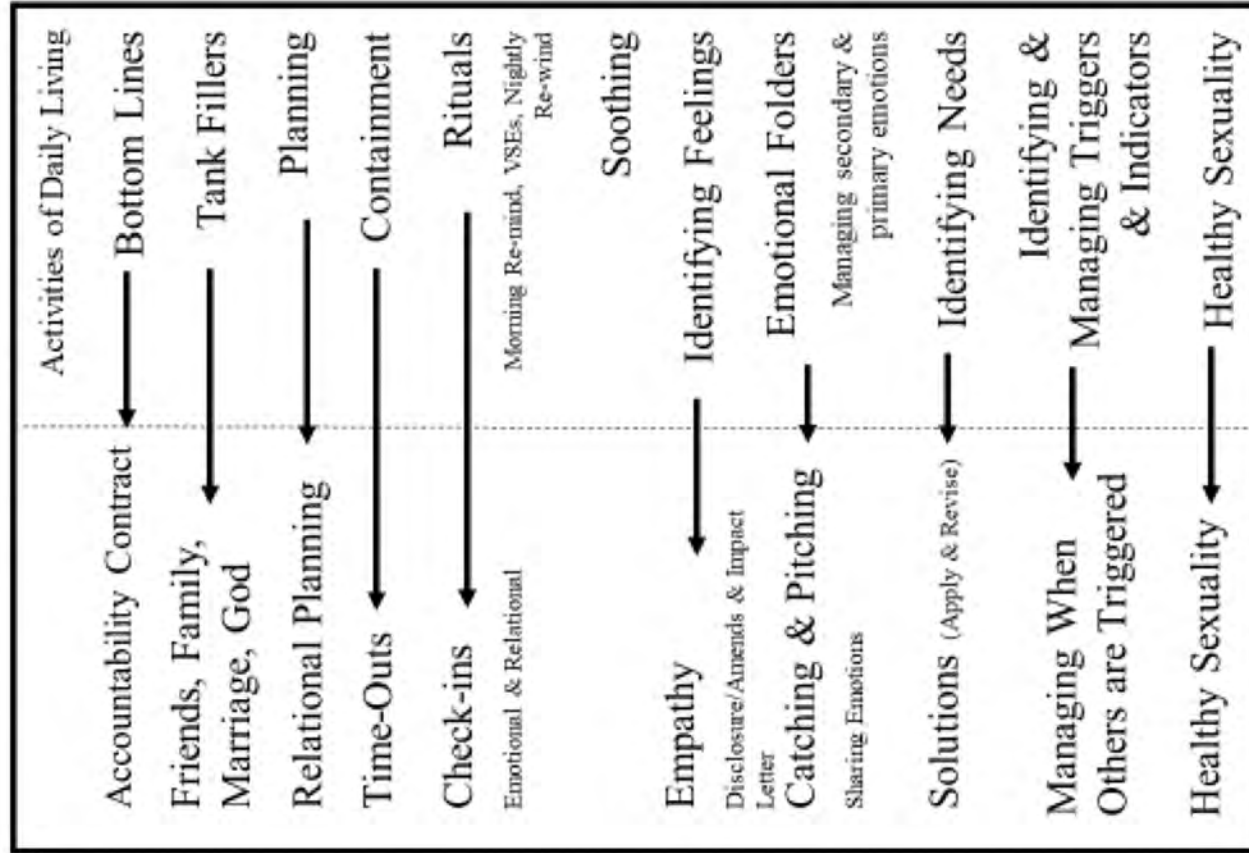 Activities of Daily Living
Accountability Contract
Bottom Lines
Friends, Family,
Marriage, God
Tank Fillers
Relational Planning
Planning
Time-Outs
Containment
Check-ins
Emotional & Relational
Rituals
Morning Re-mind, VSEs, Nightly
Re-wind
Soothing
Empathy
Disclosure/Amends & Impact
Letter
Identifying Feelings
Catching & Pitching
Sharing Emotions
Emotional Folders
Managing secondary &
primary emotions
Solutions (Apply & Revise)
Identifying Needs
Managing When
Others are Triggered
Identifying &
Managing Triggers
& Indicators
Healthy Sexuality
Healthy Sexuality